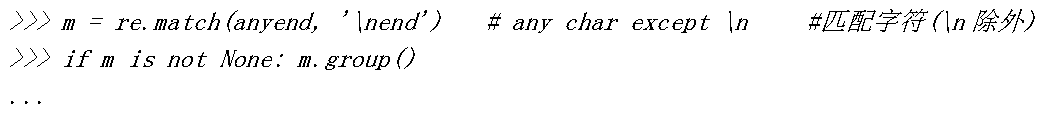 >>> m = re.match(anyend, '\nend')   # any char except \n   #匹配字符(\n 除外)
>>> if m is not None: m.group()
...